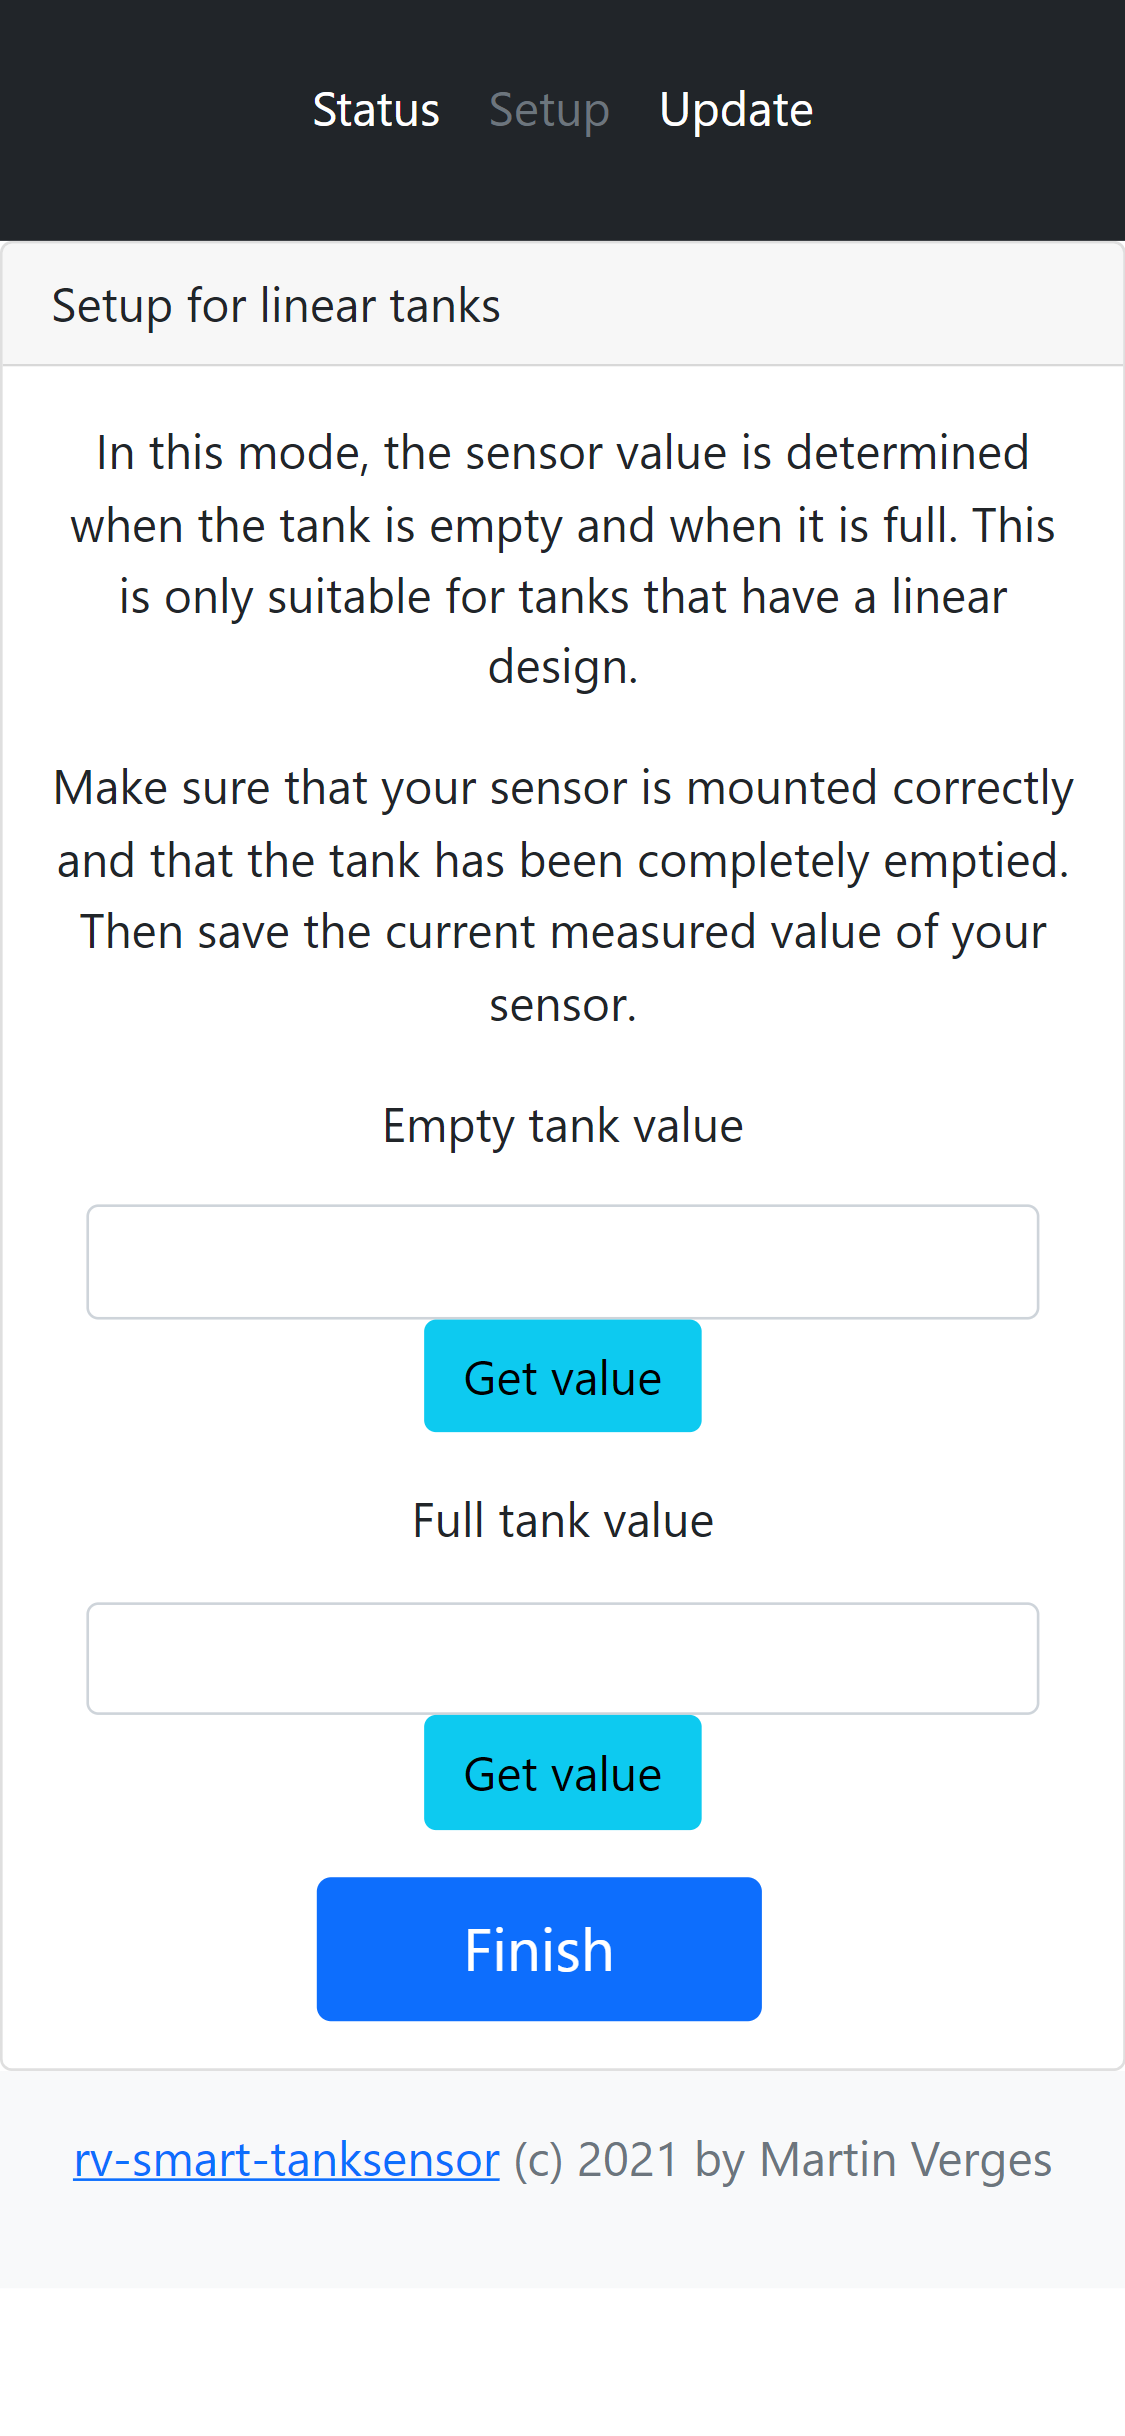 Status Setup Update
Setup for linear tanks
In this mode, the sensor value is determined
when the tank is empty and when it is full. This
is only suitable for tanks that have a linear
design.
Make sure that your sensor is mounted correctly
and that the tank has been completely emptied.
Then save the current measured value of your
sensor.
Empty tank value
Get value
Full tank value
Get value
Finish
rv-smart-tanksensor (c) 2021 by Martin Verges